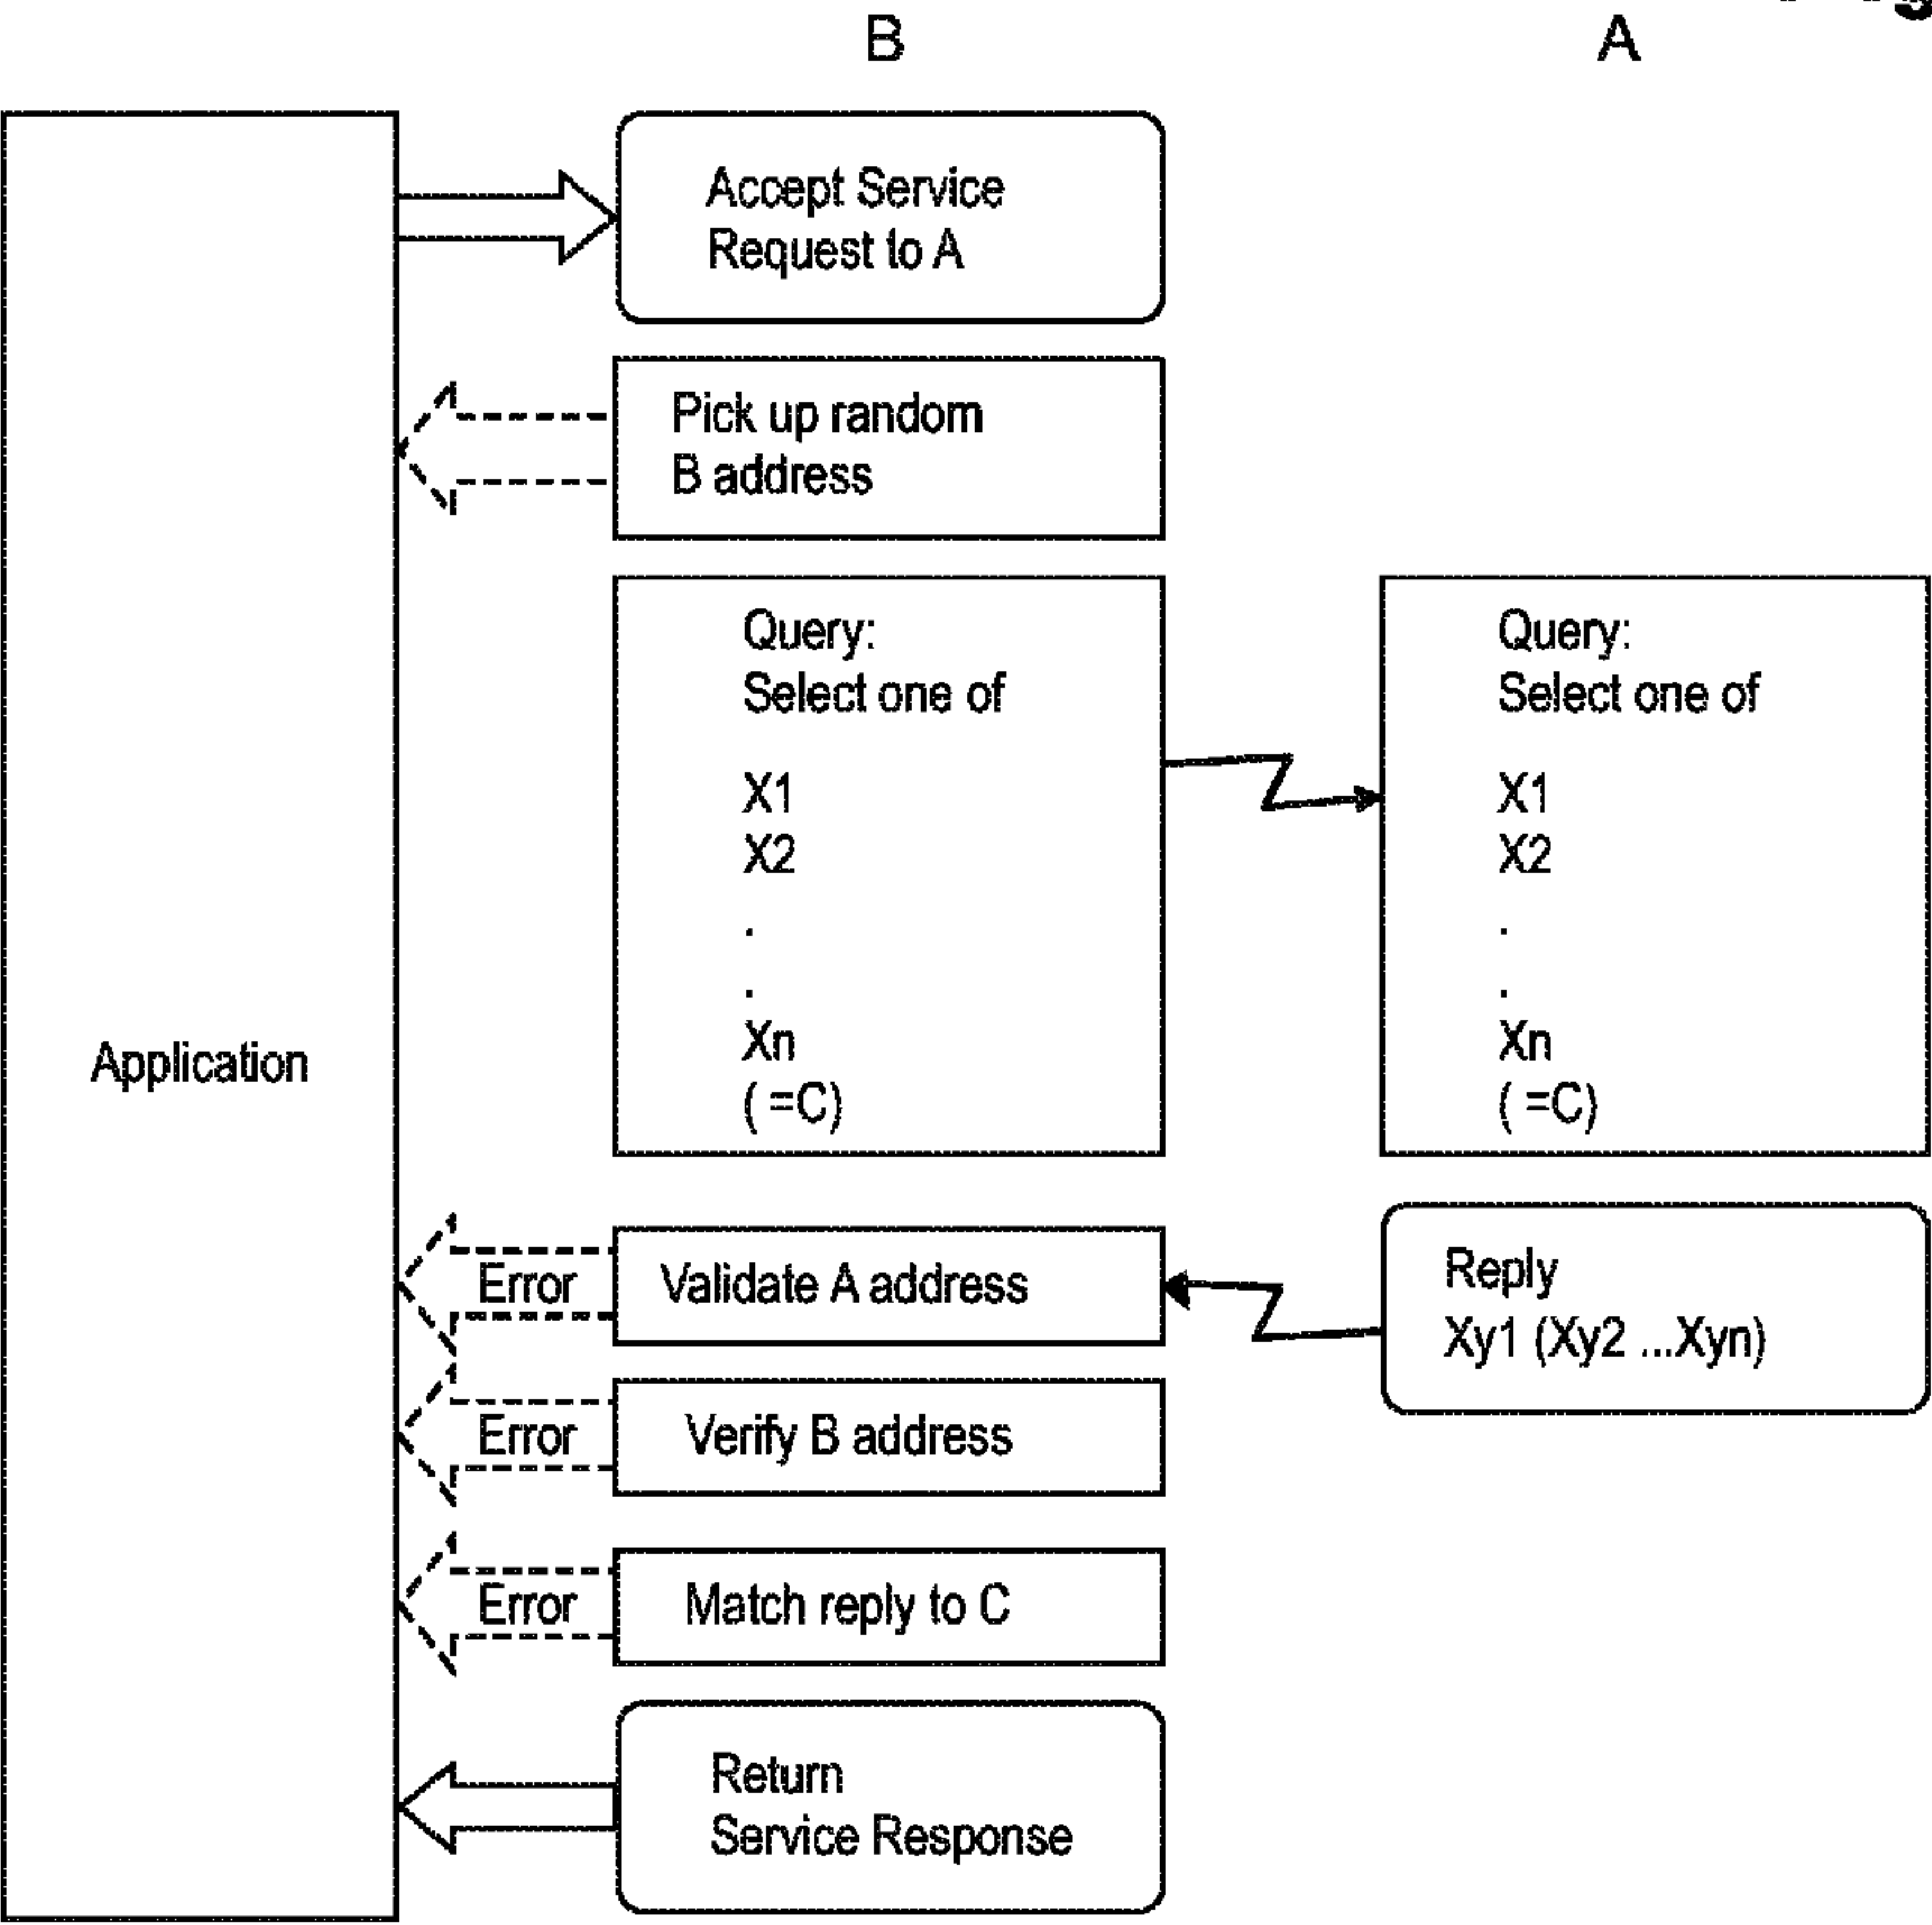 B
A
Accept Service
Request to A
Pick up random
B address
Query:
Select one of
X1
X2
.
.
Xn
( =C)
Query:
Select one of
X1
X2
.
.
Xn
( =C)
Application
Error
Validate A address
Reply
Xy1 (Xy2 ...Xyn)
Error
Verify B address
Error
Match reply to C
Return
Service Response